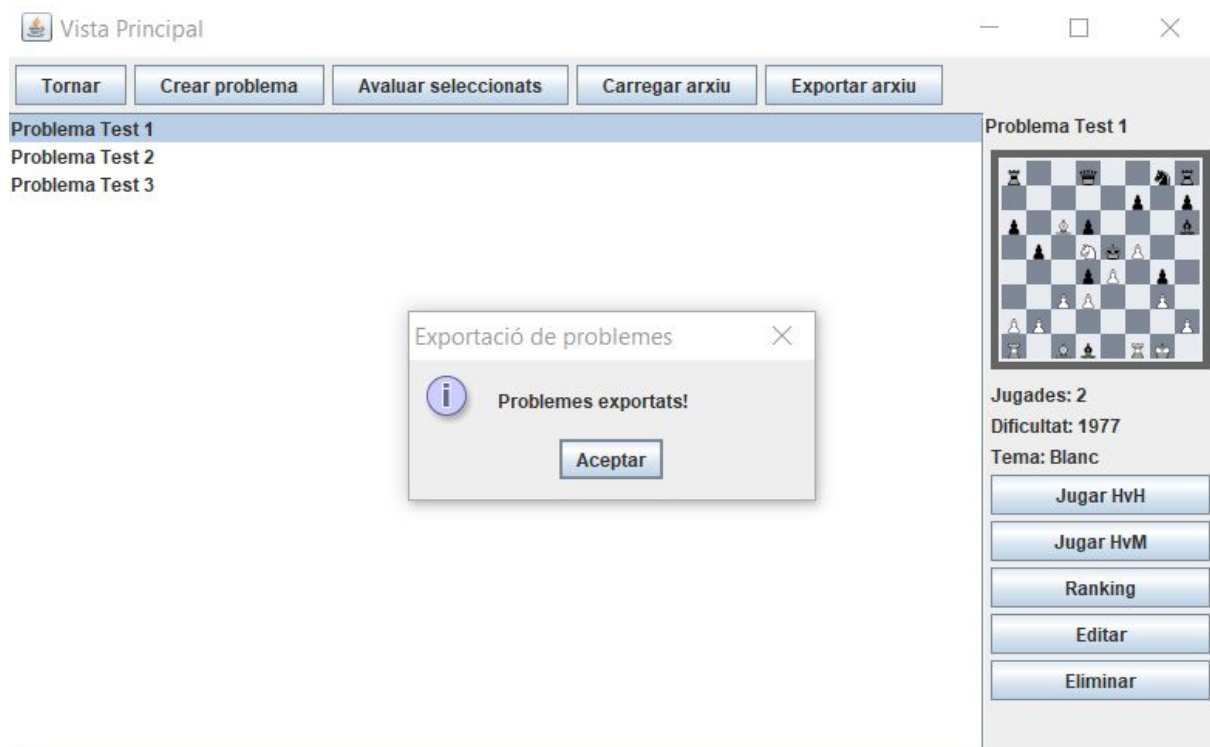 Vista Principal
Tornar Crear problema Avaluar seleccionats Carregar arxiu Exportar arxiu
Problema Test 1
Problema Test 2
Problema Test 3
Problema Test 1
Exportació de problemes
Problemes exportats!
Aceptar
Jugades: 2
Dificultat: 1977
Tema: Blanc
Jugar HvH
Jugar HvM
Ranking
Editar
Eliminar